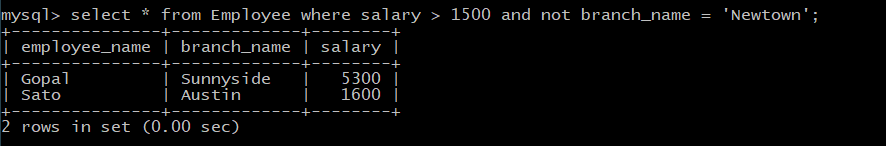 mysql> select * from Employee where salary > 1500 and not branch_name = 'Newtown';
+---------------+--------------+--------+
| employee_name | branch_name | salary |
+---------------+--------------+--------+
| Gopal | Sunnyside | 5300 |
| Sato | Austin | 1600 |
+---------------+--------------+--------+
2 rows in set (0.00 sec)